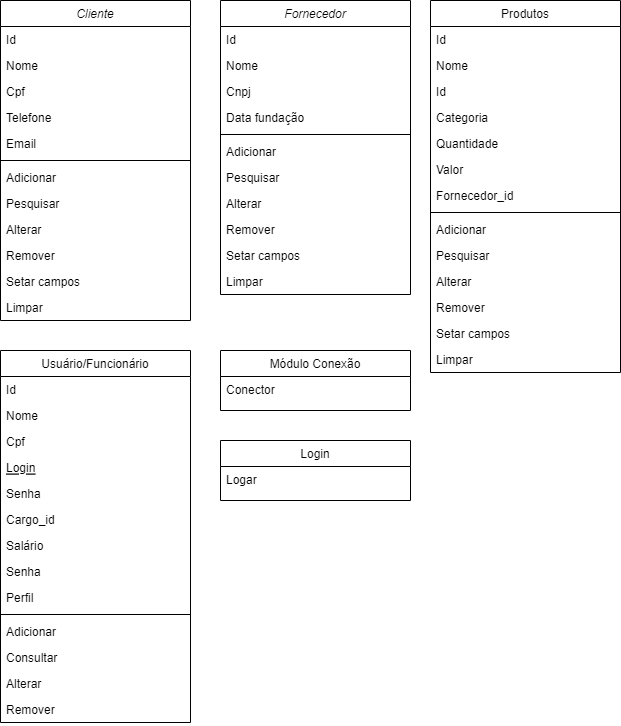 Cliente
Id
Nome
Cpf
Telefone
Email
Adicionar
Pesquisar
Alterar
Remover
Setar campos
Limpar
Fornecedor
Id
Nome
Cnpj
Data fundação
Adicionar
Pesquisar
Alterar
Remover
Setar campos
Limpar
Produtos
Id
Nome
Id
Categoria
Quantidade
Valor
Fornecedor_id
Adicionar
Pesquisar
Alterar
Remover
Setar campos
Limpar
Usuário/Funcionário
Id
Nome
Cpf
Login
Senha
Cargo_id
Salário
Senha
Perfil
Adicionar
Consultar
Alterar
Remover
Módulo Conexão
Conector
Login
Logar